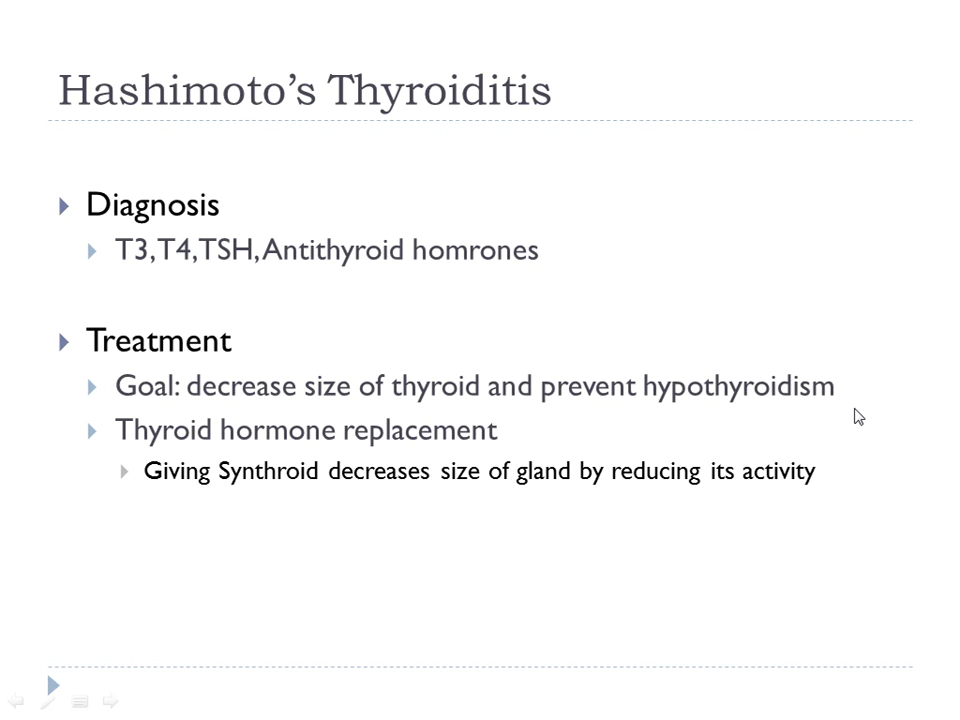 Hashimoto's Thyroiditis
Diagnosis
T3, T4, TSH, Antithyroid homrones
Treatment
Goal: decrease size of thyroid and prevent hypothyroidism
Thyroid hormone replacement
Giving Synthroid decreases size of gland by reducing its activity